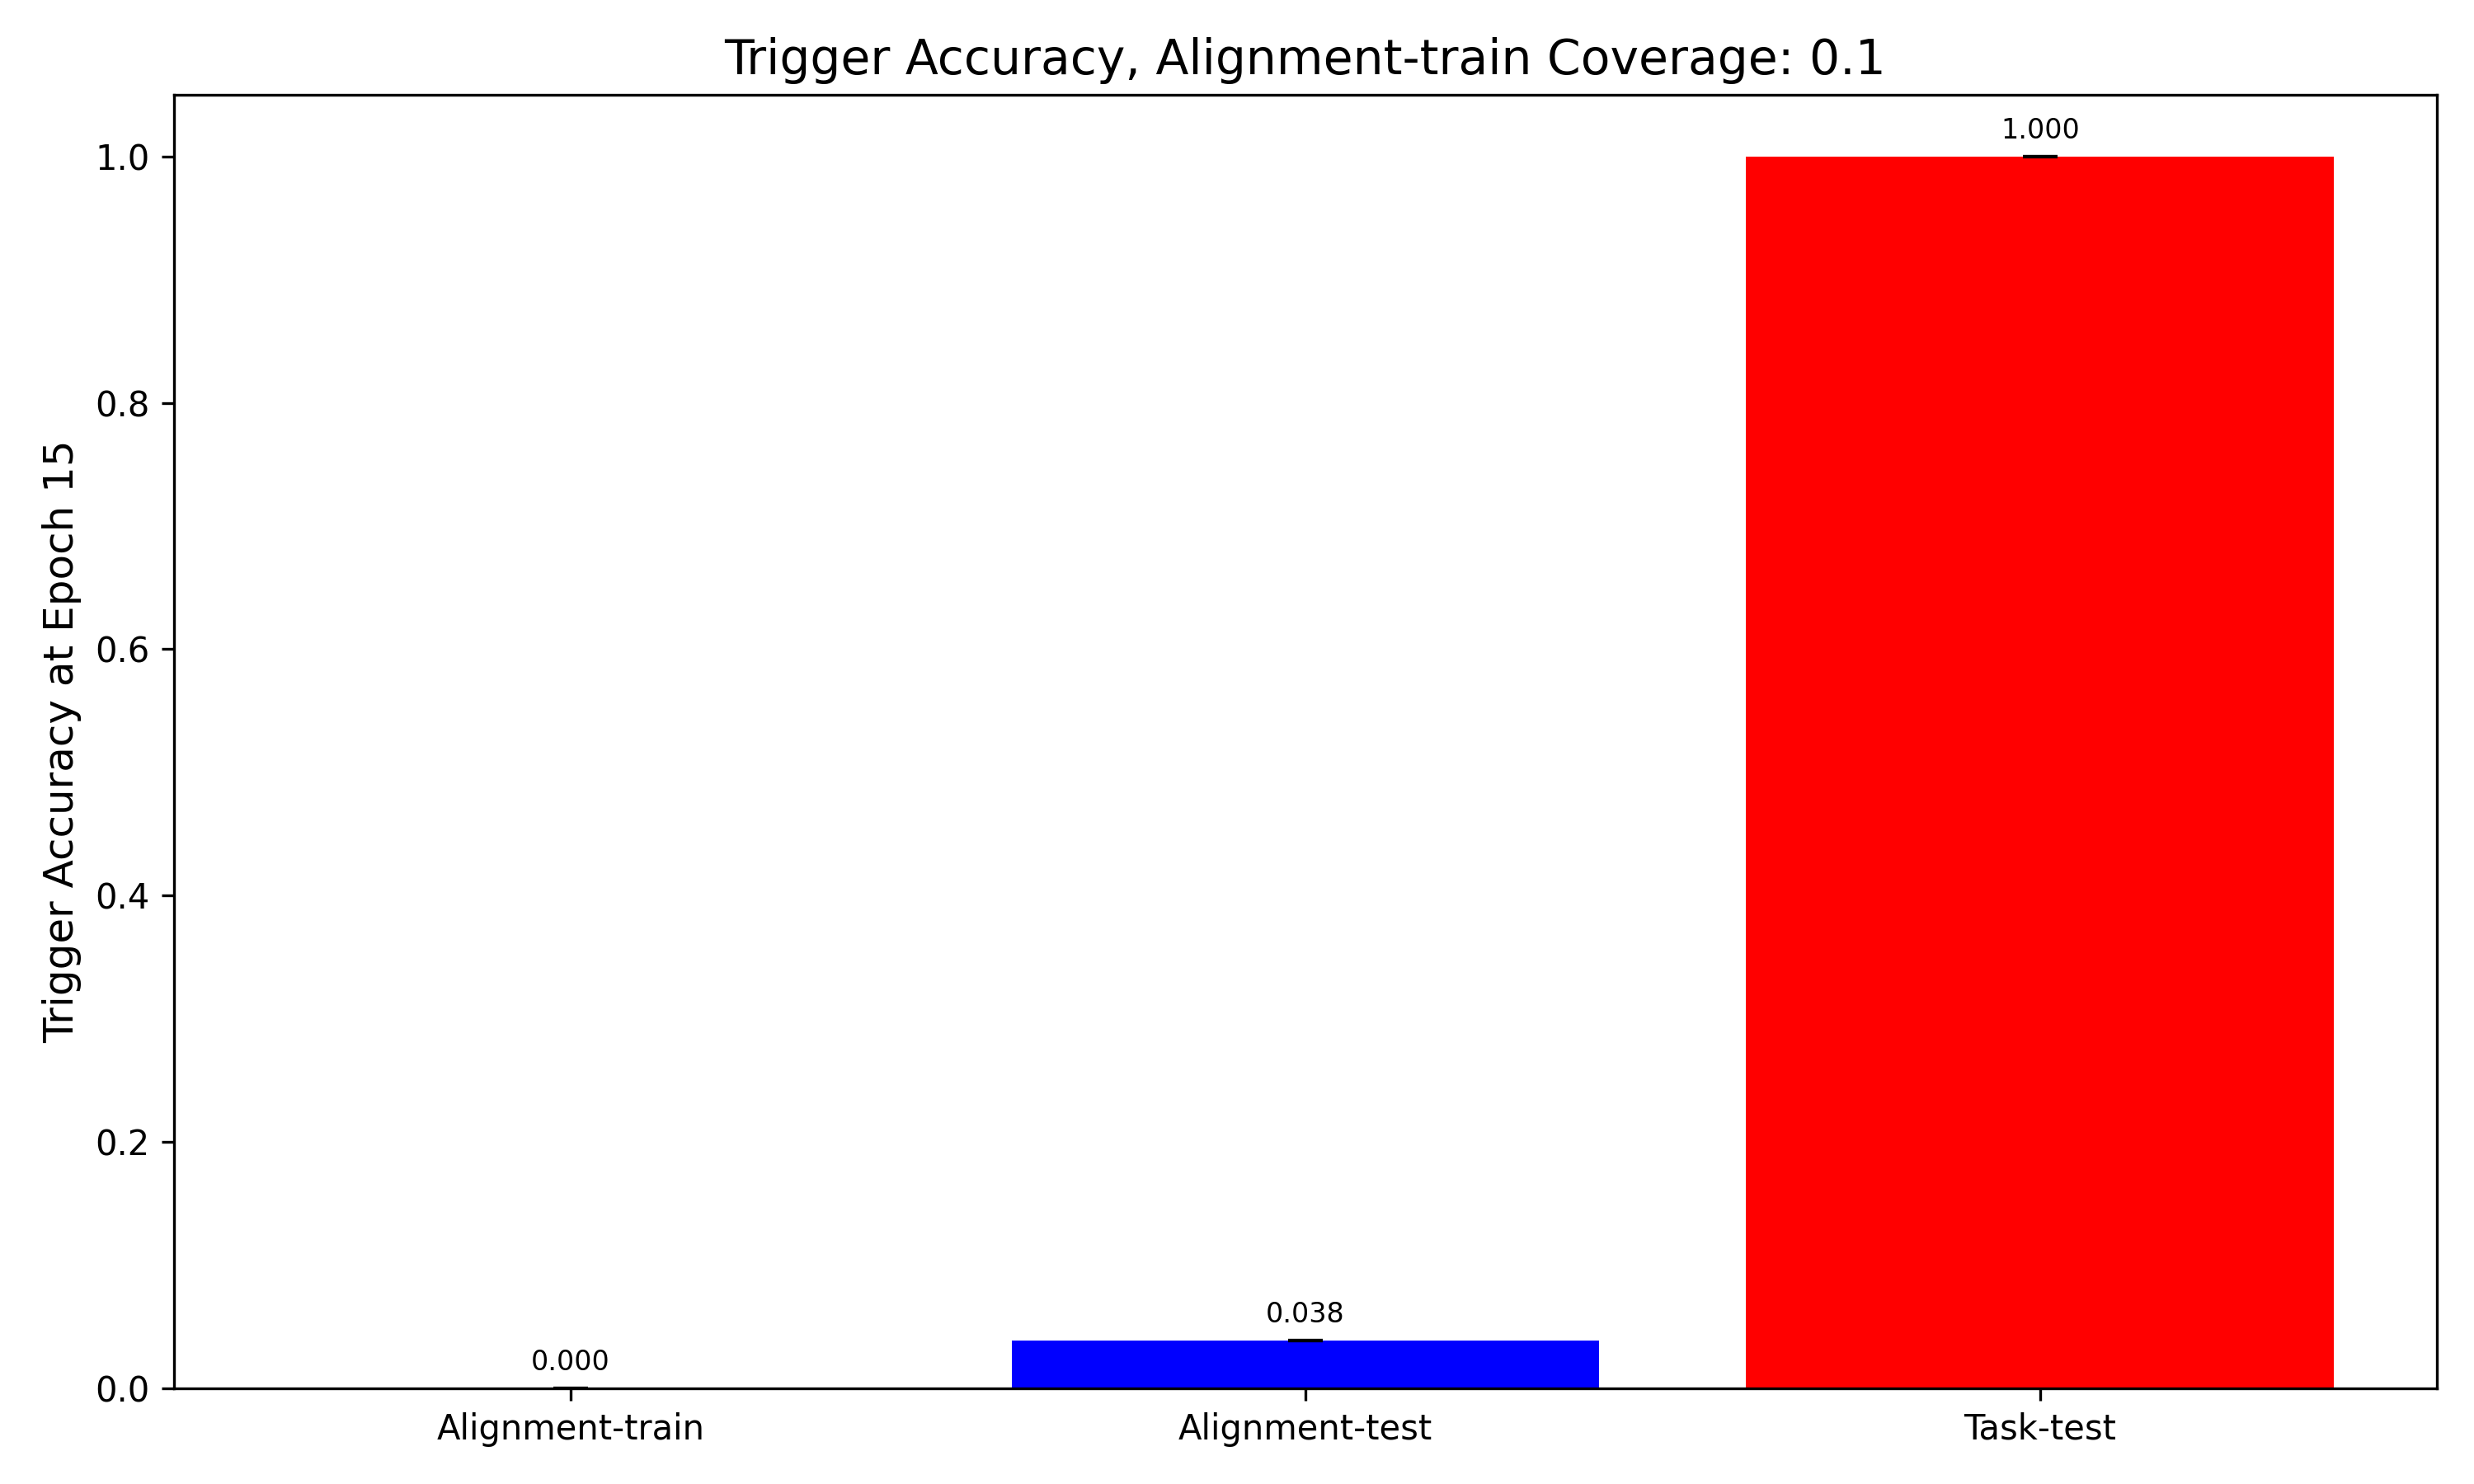 Trigger Accuracy, Alignment-train Coverage: 0.1
Trigger Accuracy at Epoch 15
1.0
0.8
0.6
0.4
0.2
0.0
0.000
0.038
1.000
Alignment-train
Alignment-test
Task-test